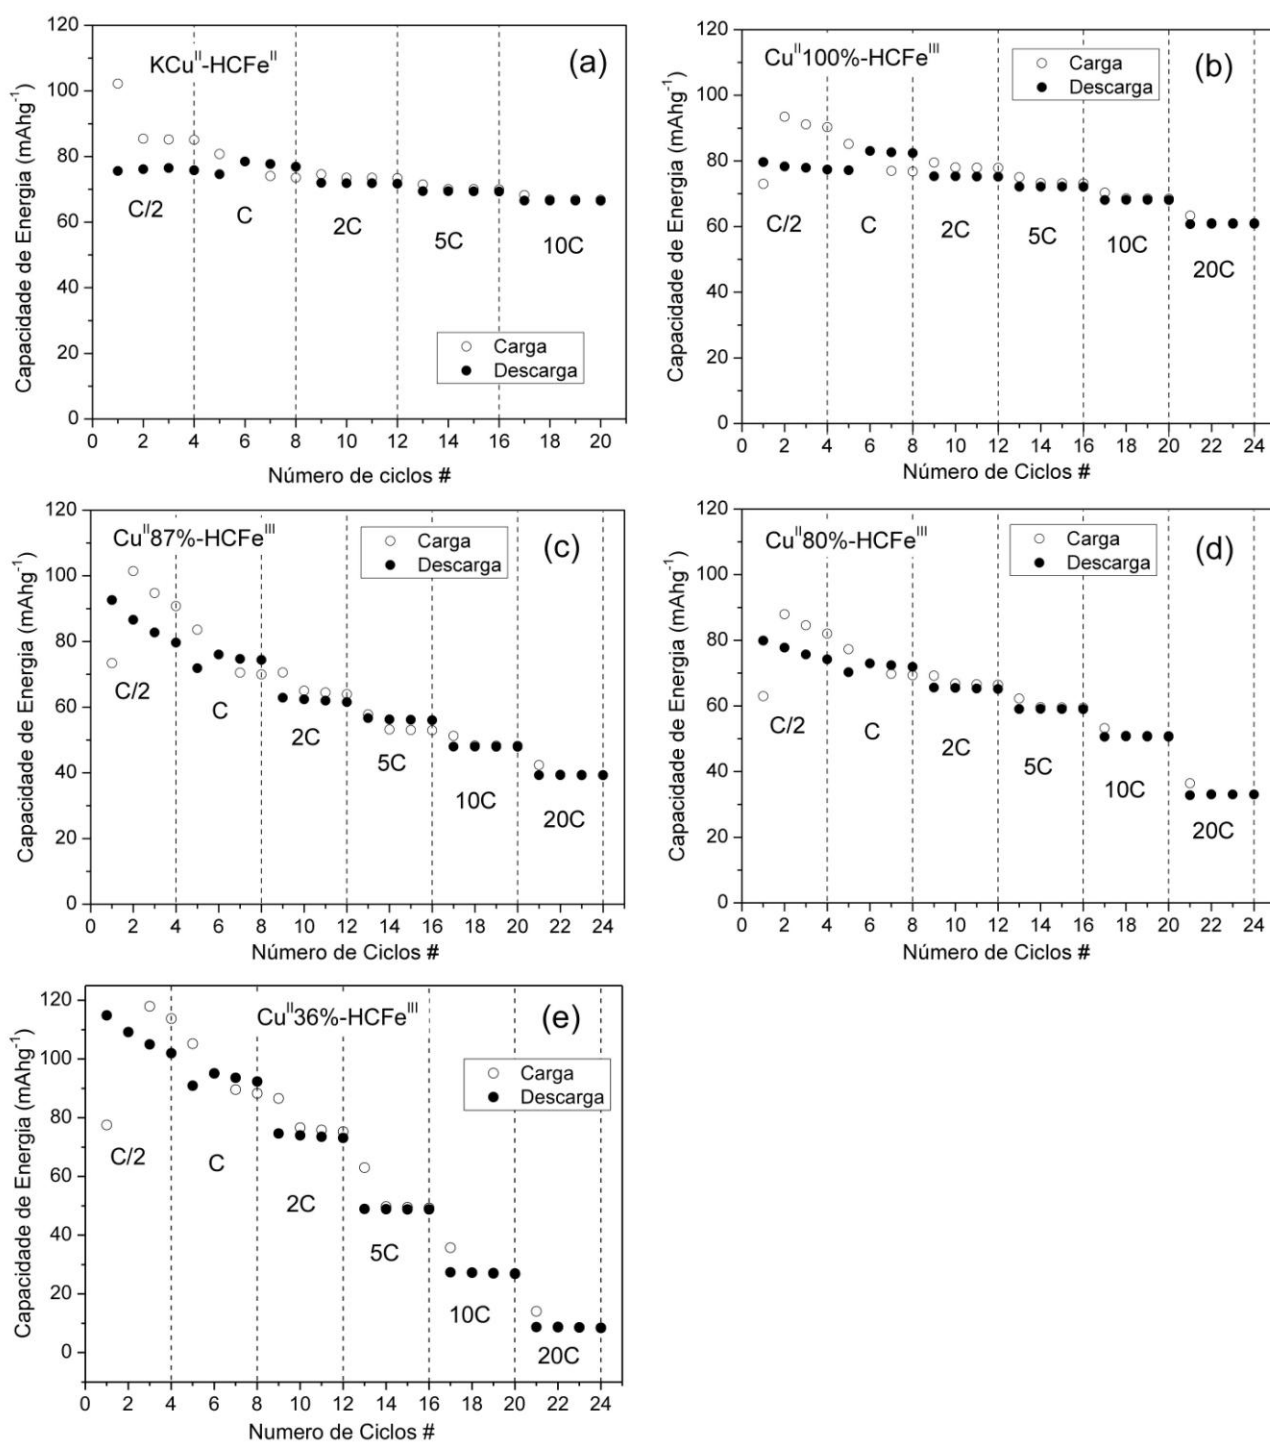 Capacidade de Energia (mAhg⁻¹)
120
100
80
60
40
20
0
KCuᴵᴵ-HCFeᴵᴵ
(a)
C/2
C
2C
5C
10C
Carga
Descarga
0 2 4 6 8 10 12 14 16 18 20
Número de ciclos #
Capacidade de Energia (mAhg⁻¹)
120
100
80
60
40
20
0
Cuᴵᴵ100%-HCFeᴵᴵᴵ
(b)
Carga
Descarga
C/2
C
2C
5C
10C
20C
0 2 4 6 8 10 12 14 16 18 20 22 24
Número de Ciclos #
Capacidade de Energia (mAhg⁻¹)
120
100
80
60
40
20
0
Cuᴵᴵ87%-HCFeᴵᴵᴵ
(c)
Carga
Descarga
C/2
C
2C
5C
10C
20C
0 2 4 6 8 10 12 14 16 18 20 22 24
Número de Ciclos #
Capacidade de Energia (mAhg⁻¹)
120
100
80
60
40
20
0
Cuᴵᴵ80%-HCFeᴵᴵᴵ
(d)
Carga
Descarga
C/2
C
2C
5C
10C
20C
0 2 4 6 8 10 12 14 16 18 20 22 24
Número de Ciclos #
Capacidade de Energia (mAhg⁻¹)
120
100
80
60
40
20
0
Cuᴵᴵ36%-HCFeᴵᴵᴵ
(e)
Carga
Descarga
C/2
C
2C
5C
10C
20C
0 2 4 6 8 10 12 14 16 18 20 22 24
Numero de Ciclos #